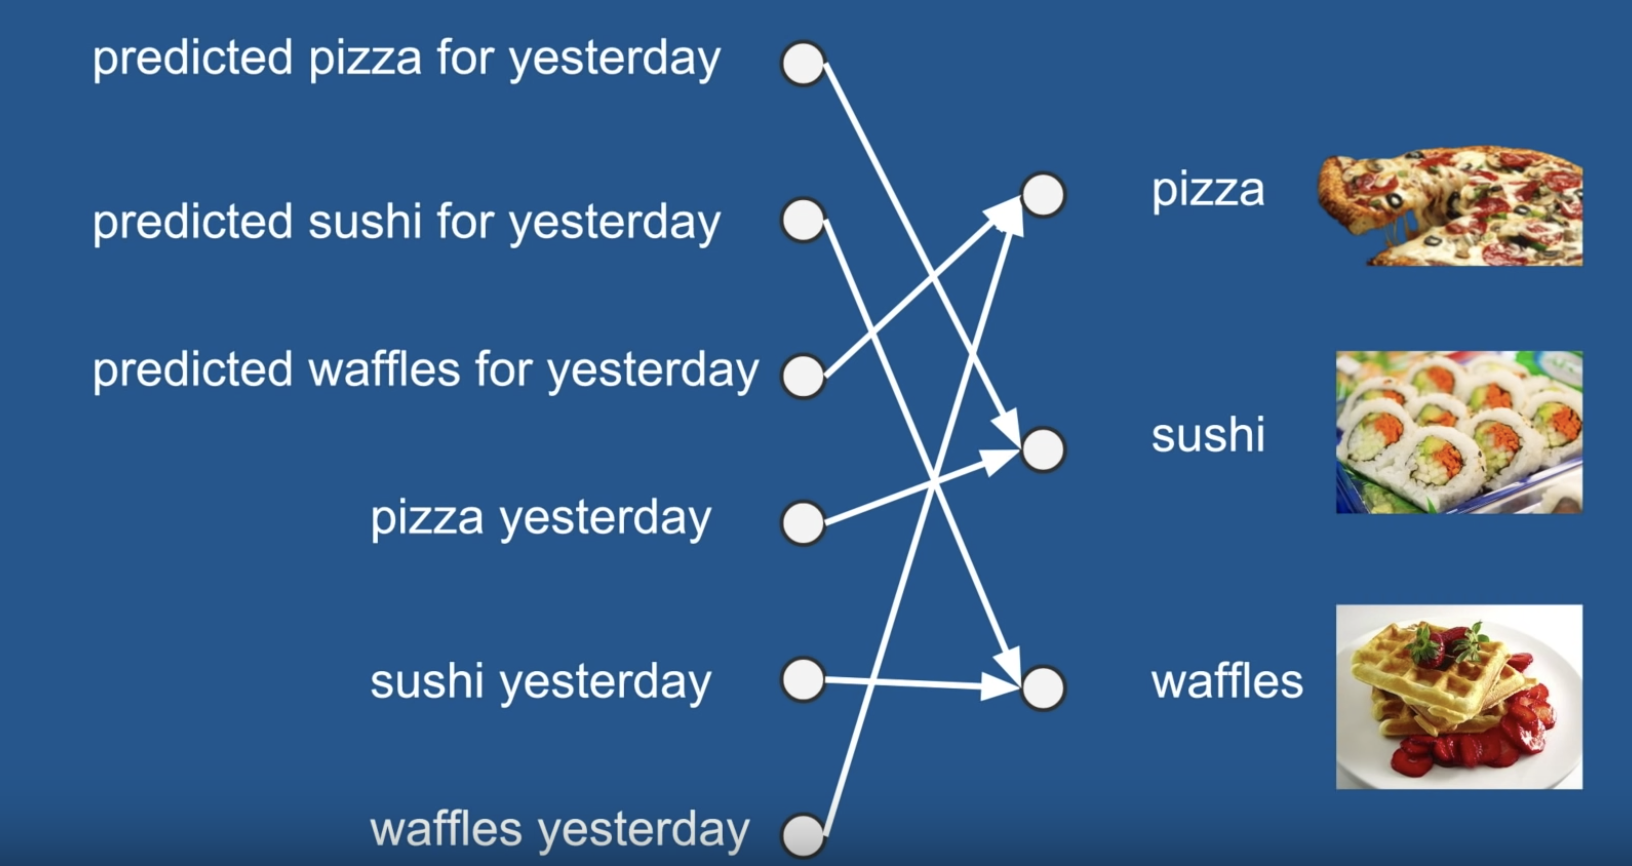 predicted pizza for yesterday
predicted sushi for yesterday
predicted waffles for yesterday
pizza yesterday
sushi yesterday
waffles yesterday
pizza
sushi
waffles